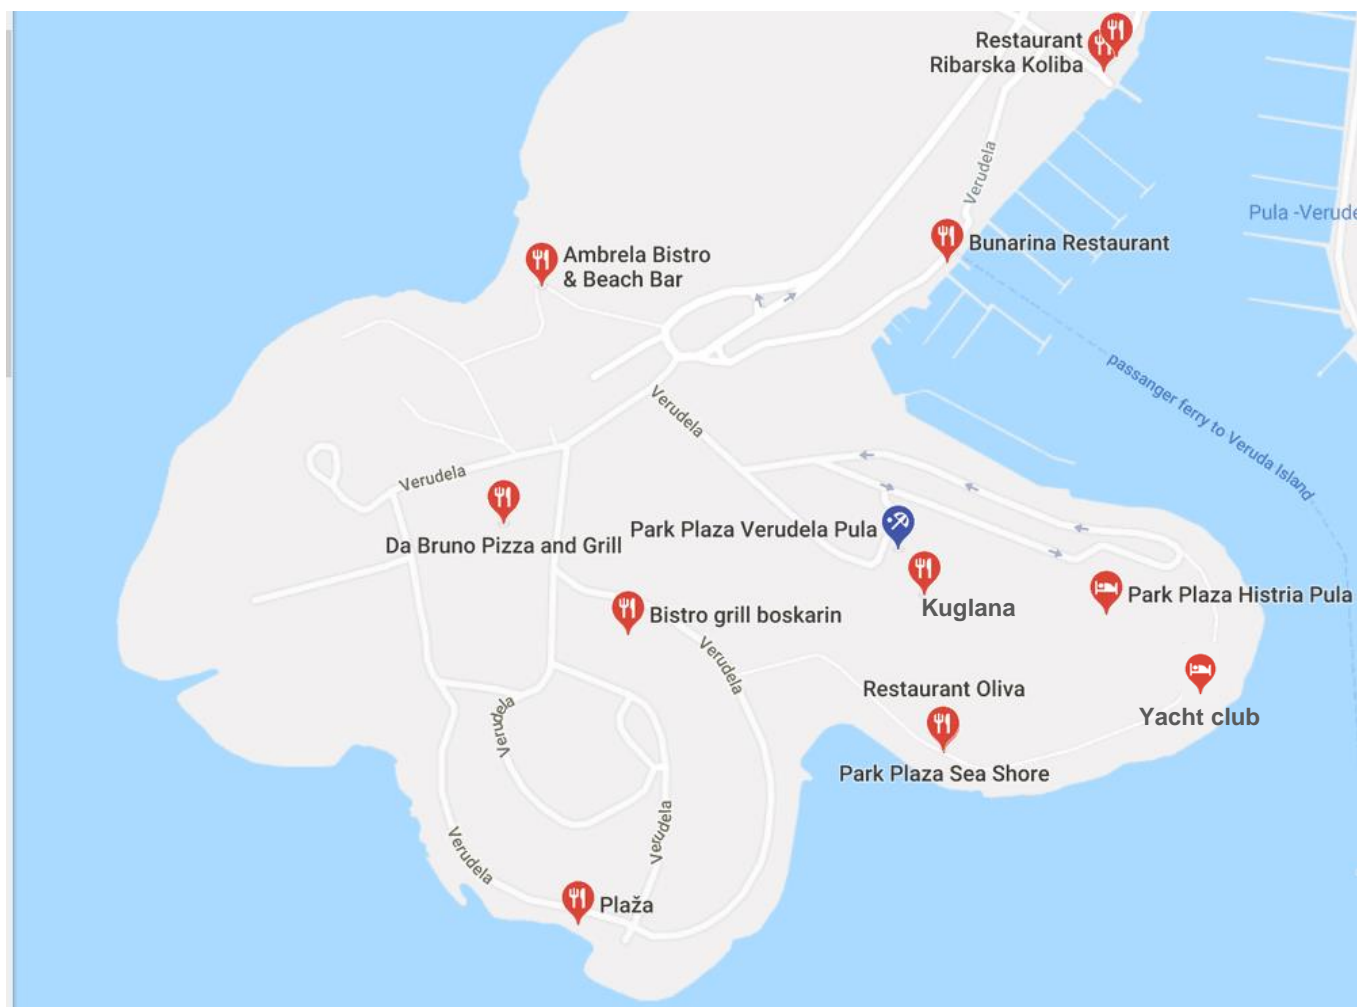 Restaurant
Ribarska Koliba
Verudela
Pula -Verude
Bunarina Restaurant
Ambrela Bistro
& Beach Bar
passanger ferry to Veruda Island
Verudela
Verudela
Da Bruno Pizza and Grill
Park Plaza Verudela Pula
Kuglana
Park Plaza Histria Pula
Bistro grill boskarin
Verudela
Restaurant Oliva
Yacht club
Verudela
Park Plaza Sea Shore
Verudela
Verudela
Plaža